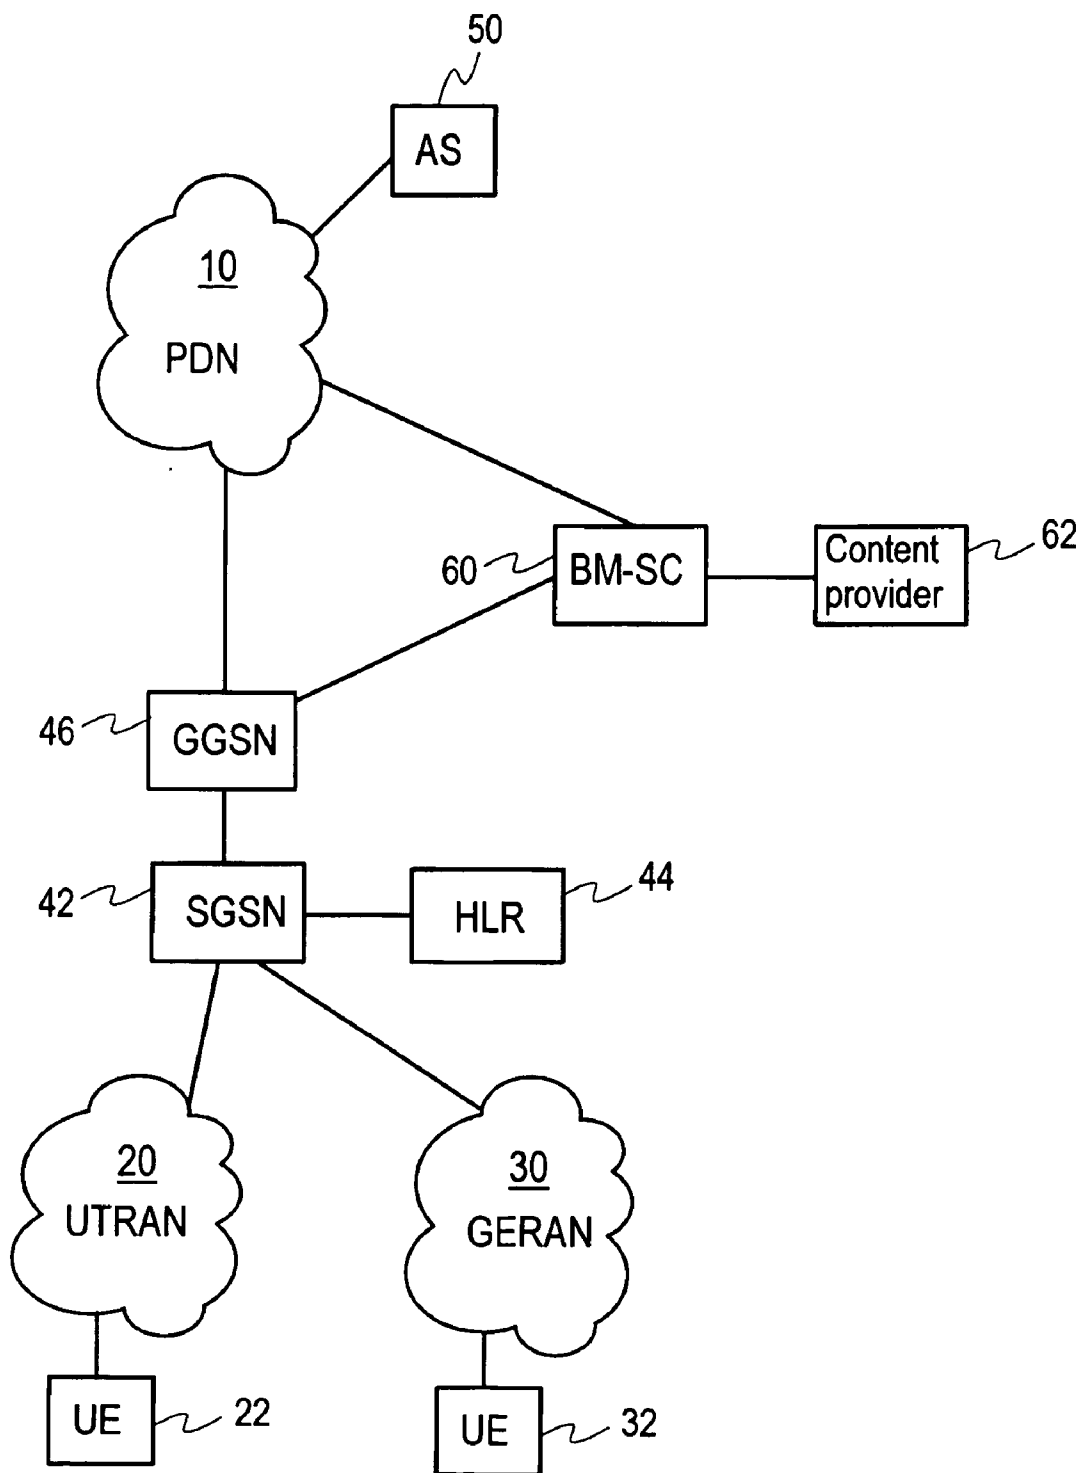 50
AS
10
PDN
60
BM-SC
Content
provider
62
46
GGSN
42
SGSN
HLR
44
20
UTRAN
30
GERAN
UE
22
UE
32